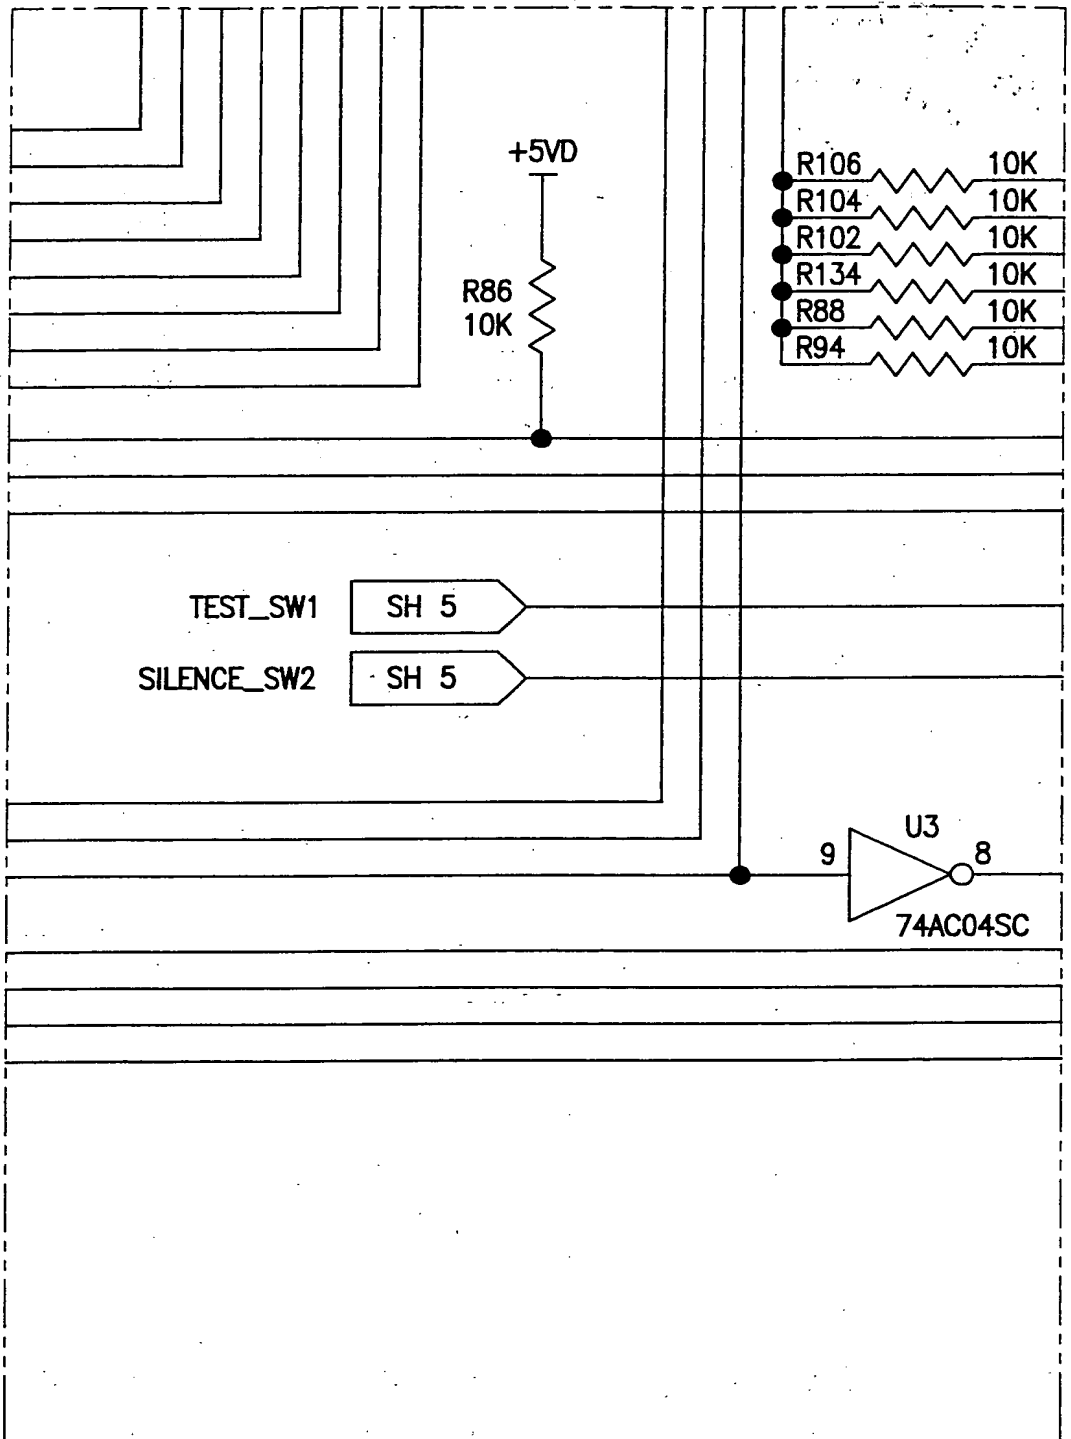 +5VD
R106 10K
R104 10K
R102 10K
R134 10K
R88 10K
R94 10K
R86
10K
TEST_SW1 SH 5
SILENCE_SW2 SH 5
U3
9 8
74AC04SC